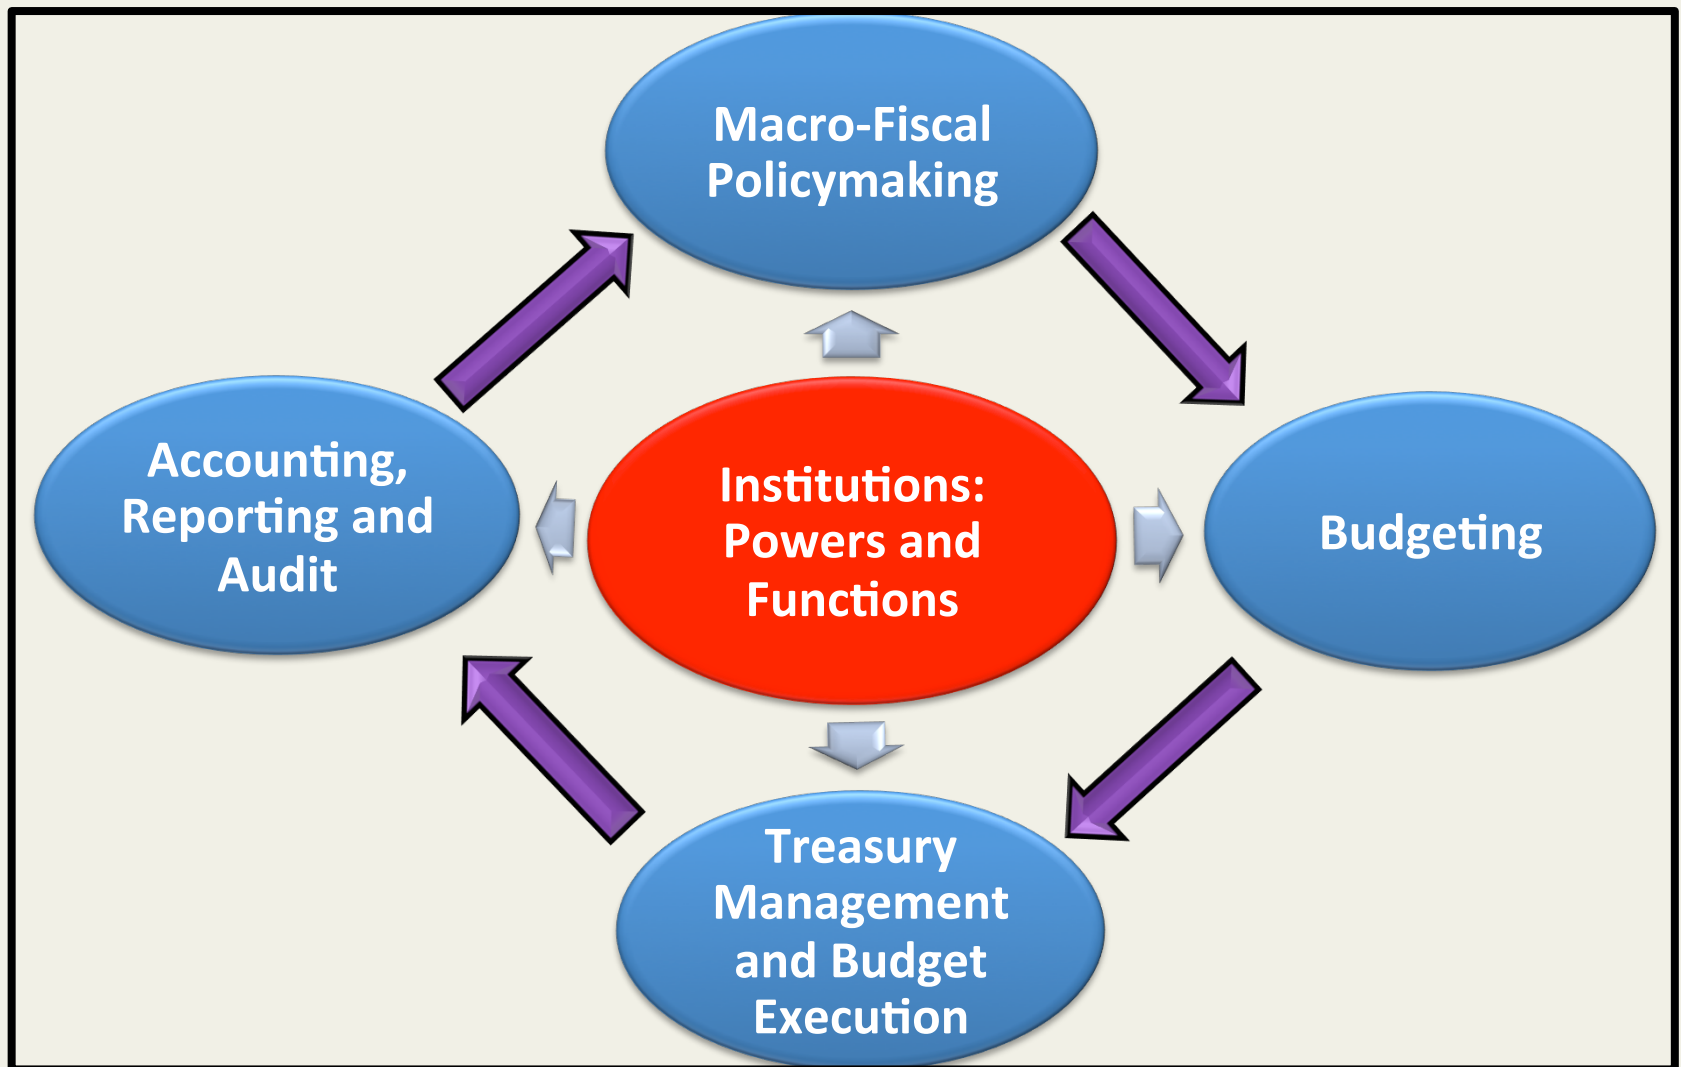 Macro-Fiscal
Policymaking
Accounting,
Reporting and
Audit
Institutions:
Powers and
Functions
Budgeting
Treasury
Management
and Budget
Execution